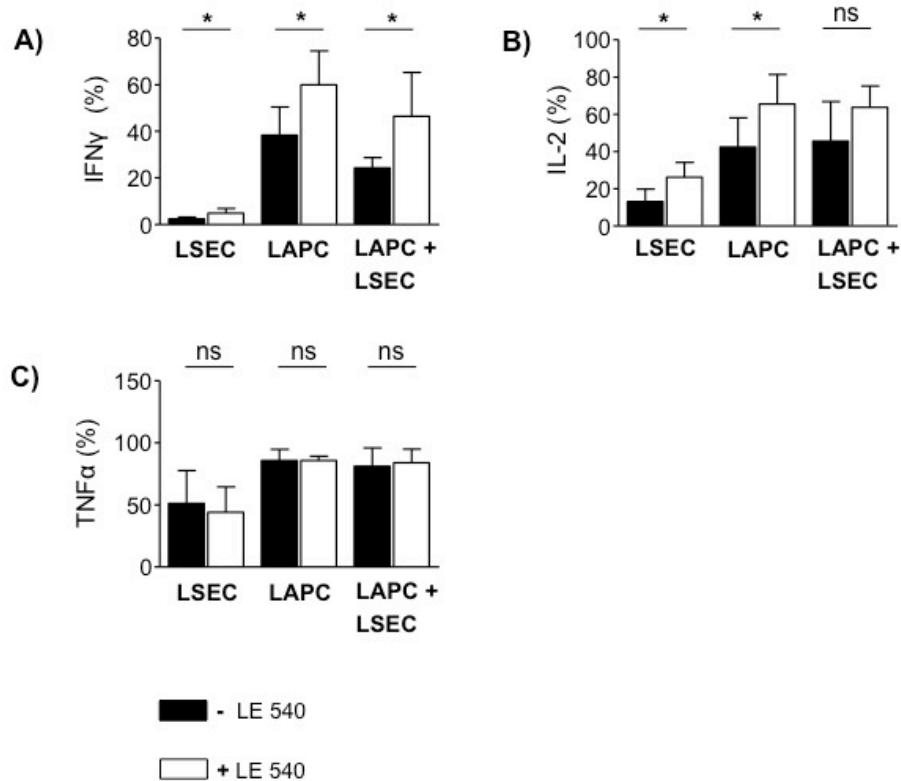 A)
* * *
IFNγ (%)
80
60
40
20
0
LSEC
LAPC
LAPC +
LSEC
B)
* * ns
IL-2 (%)
100
80
60
40
20
0
LSEC
LAPC
LAPC +
LSEC
C)
ns ns ns
TNFα (%)
150
100
50
0
LSEC
LAPC
LAPC +
LSEC
- LE 540
+ LE 540